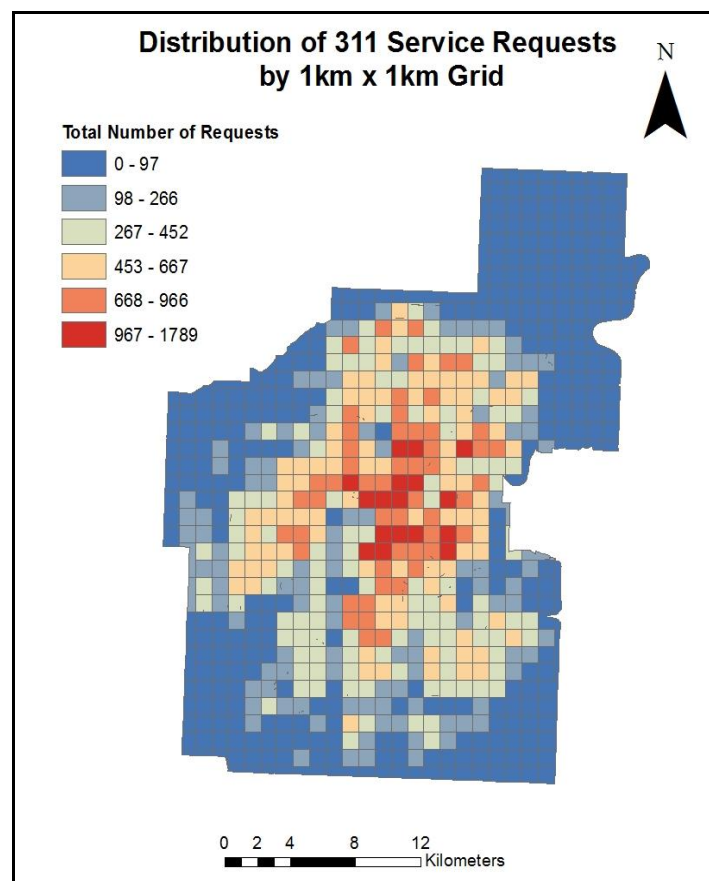 Distribution of 311 Service Requests
by 1km x 1km Grid
N
Total Number of Requests
0 - 97
98 - 266
267 - 452
453 - 667
668 - 966
967 - 1789
0 2 4 8 12
Kilometers